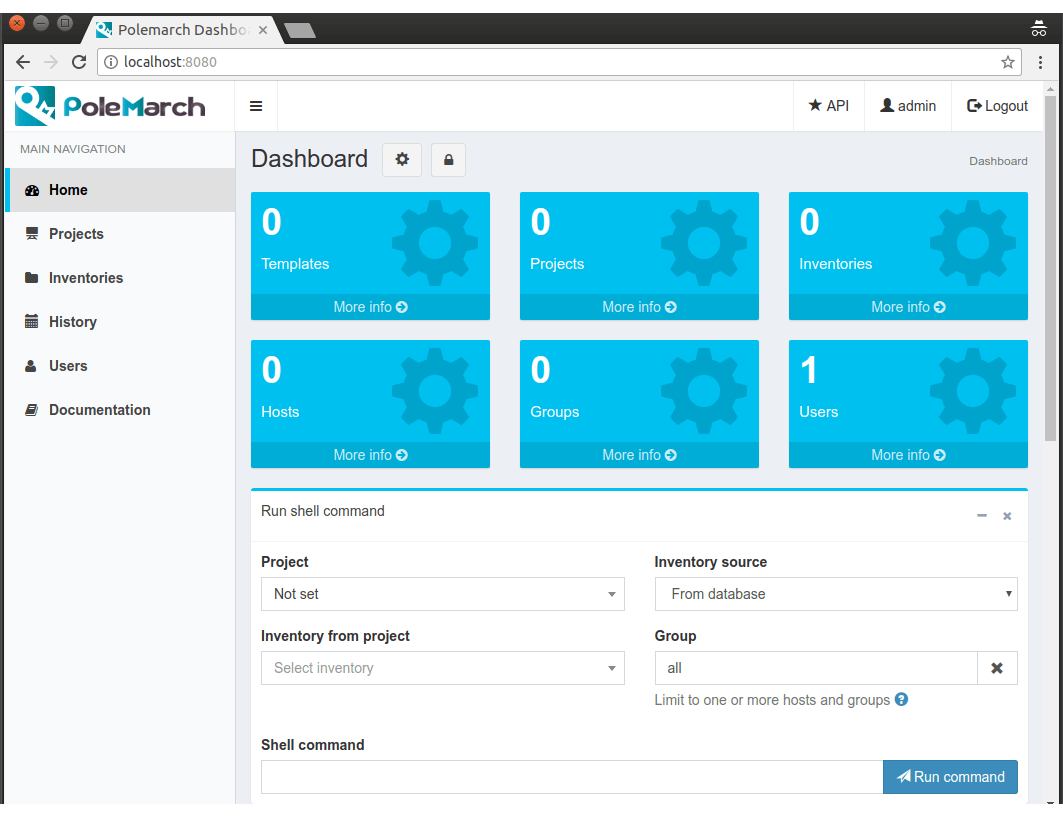 Polemarch Dashbo
localhost:8080
PoleMarch
API
admin
Logout
MAIN NAVIGATION
Home
Projects
Inventories
History
Users
Documentation
Dashboard
Dashboard
0
Templates
More info
0
Projects
More info
0
Inventories
More info
0
Hosts
More info
0
Groups
More info
1
Users
More info
Run shell command
Project
Not set
Inventory source
From database
Inventory from project
Select inventory
Group
all
Limit to one or more hosts and groups
Shell command
Run command